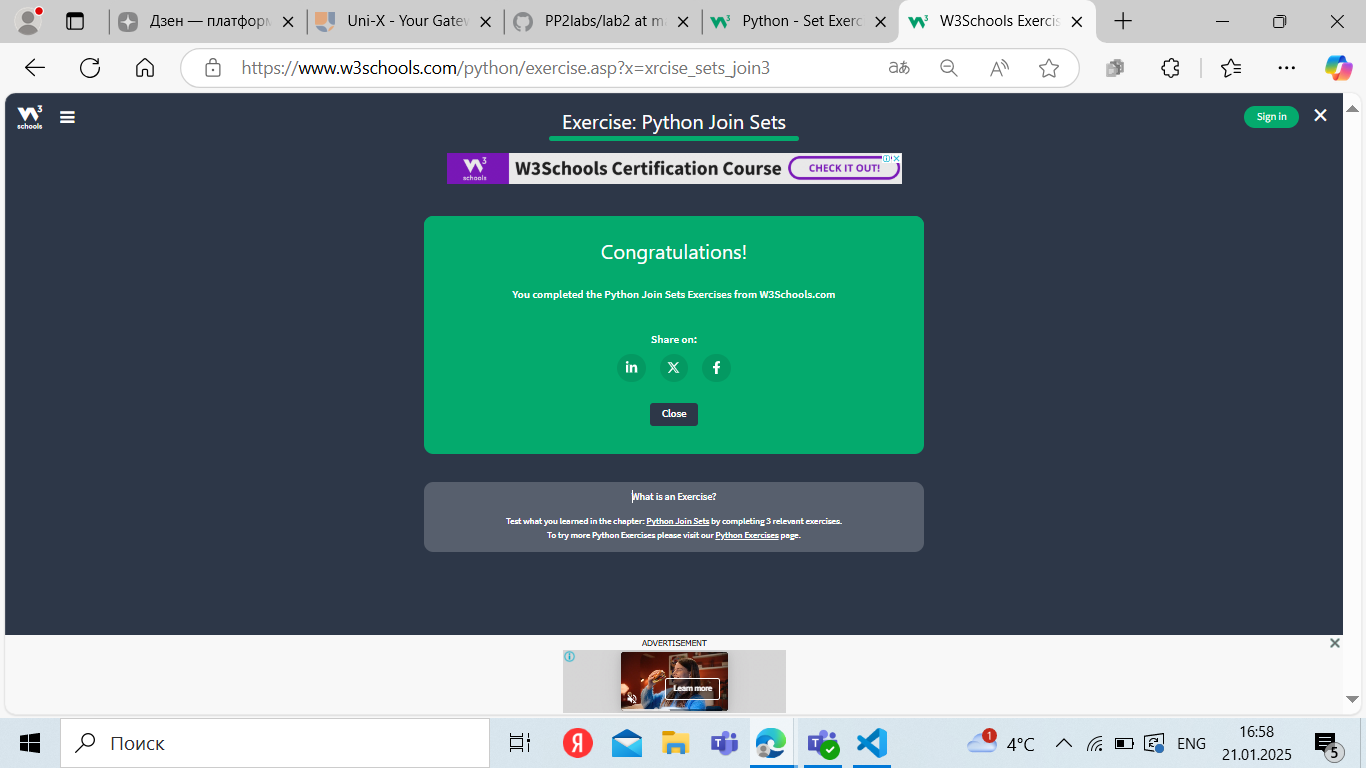 Дзен — платформ
Uni-X - Your Gatew
PP2labs/lab2 at ma
Python - Set Exerc
W3Schools Exercis
https://www.w3schools.com/python/exercise.asp?x=xrcise_sets_join3
W3 schools
Exercise: Python Join Sets
Sign in
W3 schools
W3Schools Certification Course
CHECK IT OUT!
Congratulations!
You completed the Python Join Sets Exercises from W3Schools.com
Share on:
Close
What is an Exercise?
Test what you learned in the chapter: Python Join Sets by completing 3 relevant exercises.
To try more Python Exercises please visit our Python Exercises page.
ADVERTISEMENT
Learn more
Поиск
1
4°C
ENG
16:58
21.01.2025
5